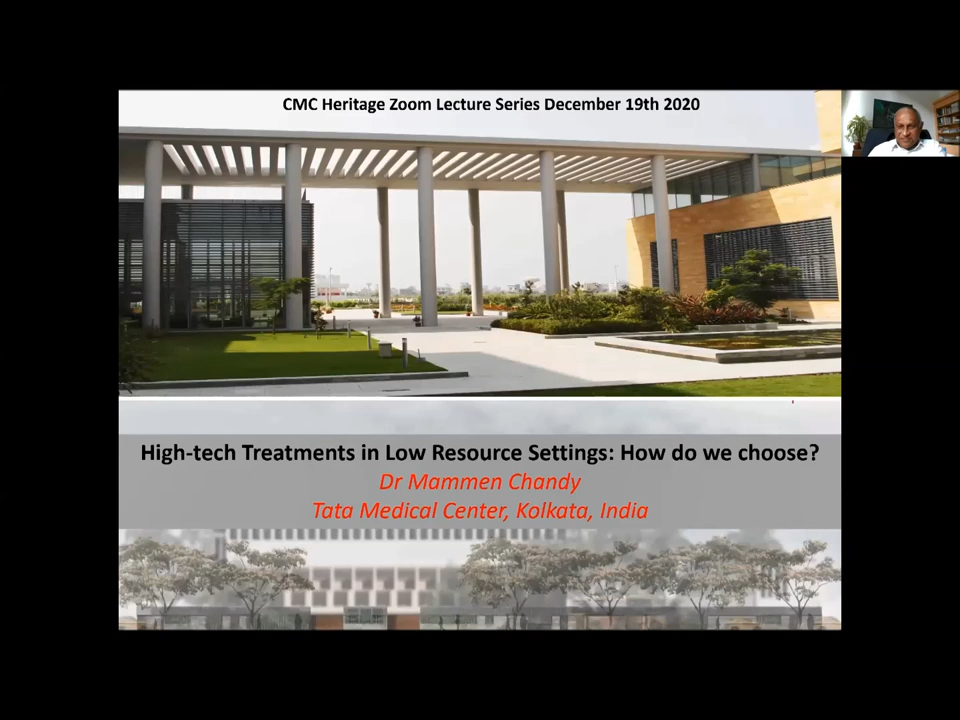 CMC Heritage Zoom Lecture Series December 19th 2020
High-tech Treatments in Low Resource Settings: How do we choose?
Dr Mammen Chandy
Tata Medical Center, Kolkata, India